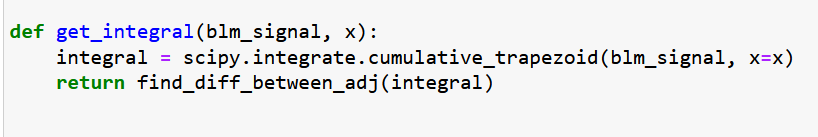 def get_integral(blm_signal, x):
    integral = scipy.integrate.cumulative_trapezoid(blm_signal, x=x)
    return find_diff_between_adj(integral)